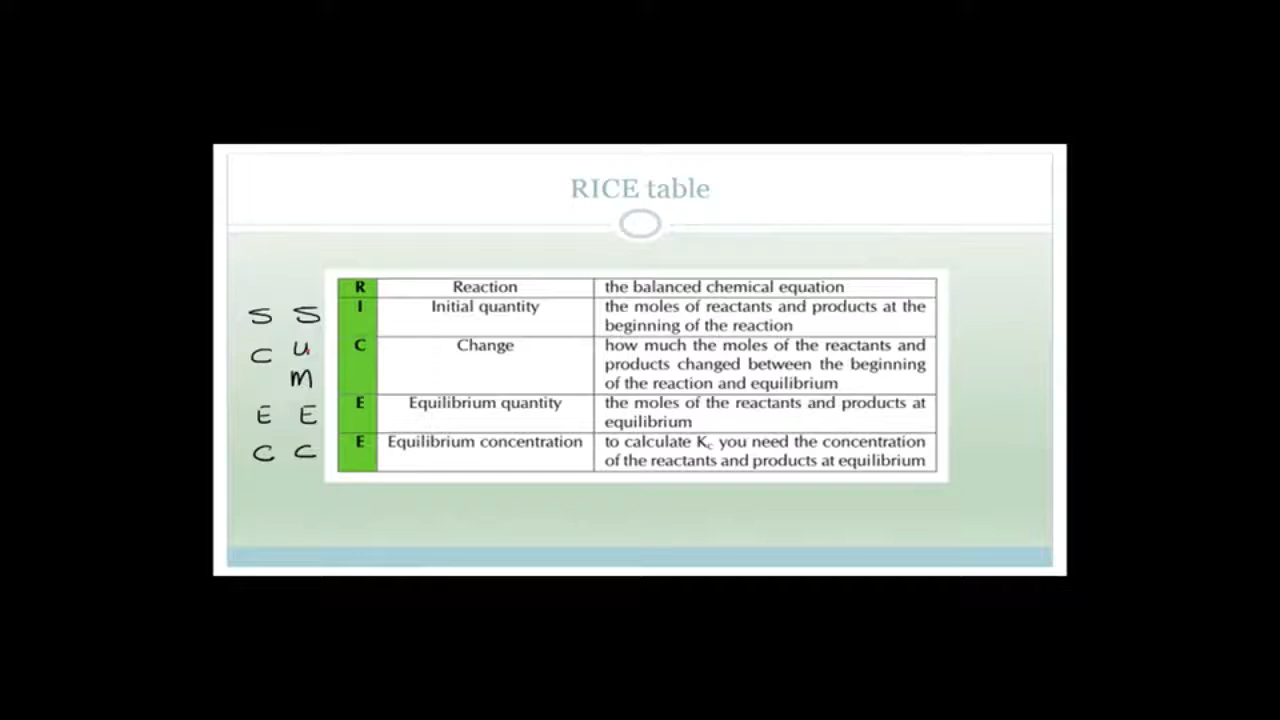 RICE table
R Reaction the balanced chemical equation
I Initial quantity the moles of reactants and products at the
beginning of the reaction
C Change how much the moles of the reactants and
products changed between the beginning
of the reaction and equilibrium
E Equilibrium quantity the moles of the reactants and products at
equilibrium
E Equilibrium concentration to calculate Kc you need the concentration
of the reactants and products at equilibrium
S S
C U
M
E E
C C